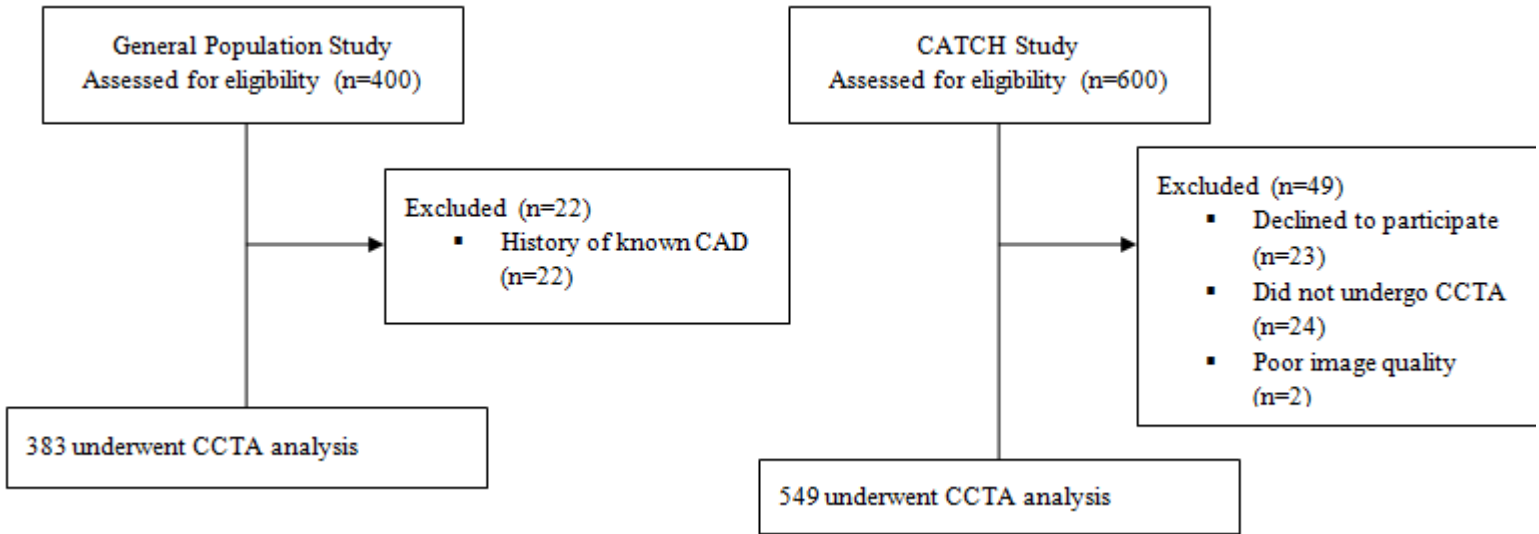 General Population Study
Assessed for eligibility (n=400)
Excluded (n=22)
▪ History of known CAD
(n=22)
383 underwent CCTA analysis
CATCH Study
Assessed for eligibility (n=600)
Excluded (n=49)
▪ Declined to participate
(n=23)
▪ Did not undergo CCTA
(n=24)
▪ Poor image quality
(n=2)
549 underwent CCTA analysis